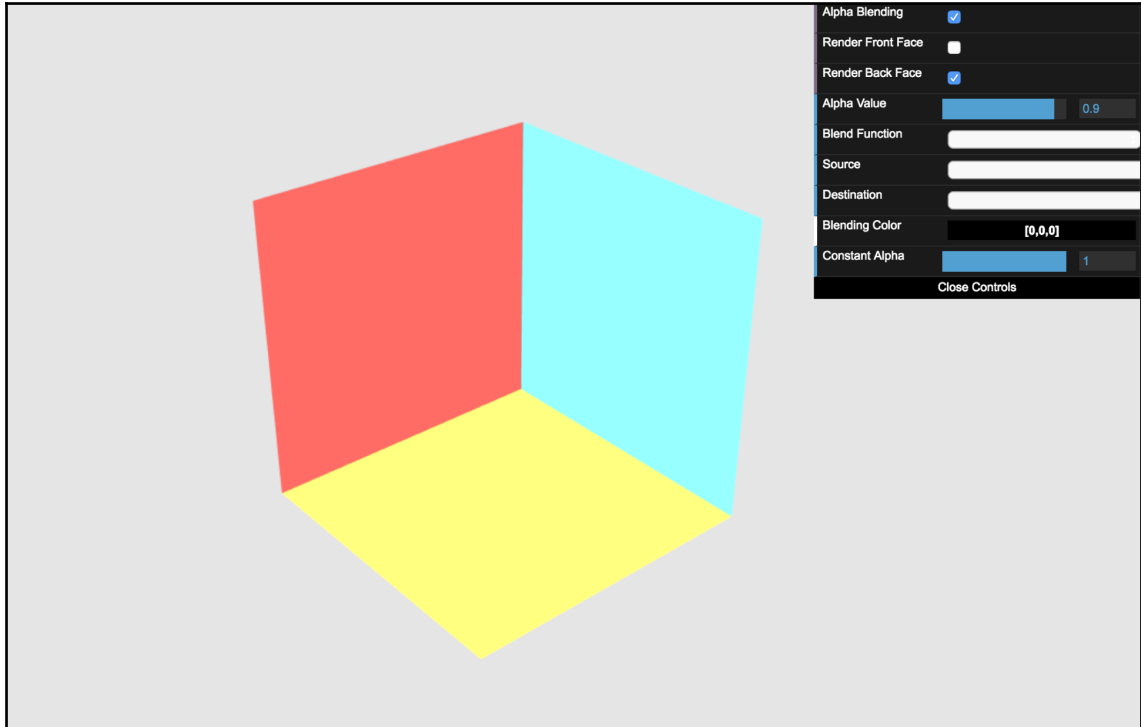 Alpha Blending
Render Front Face
Render Back Face
Alpha Value 0.9
Blend Function
Source
Destination
Blending Color [0,0,0]
Constant Alpha 1
Close Controls